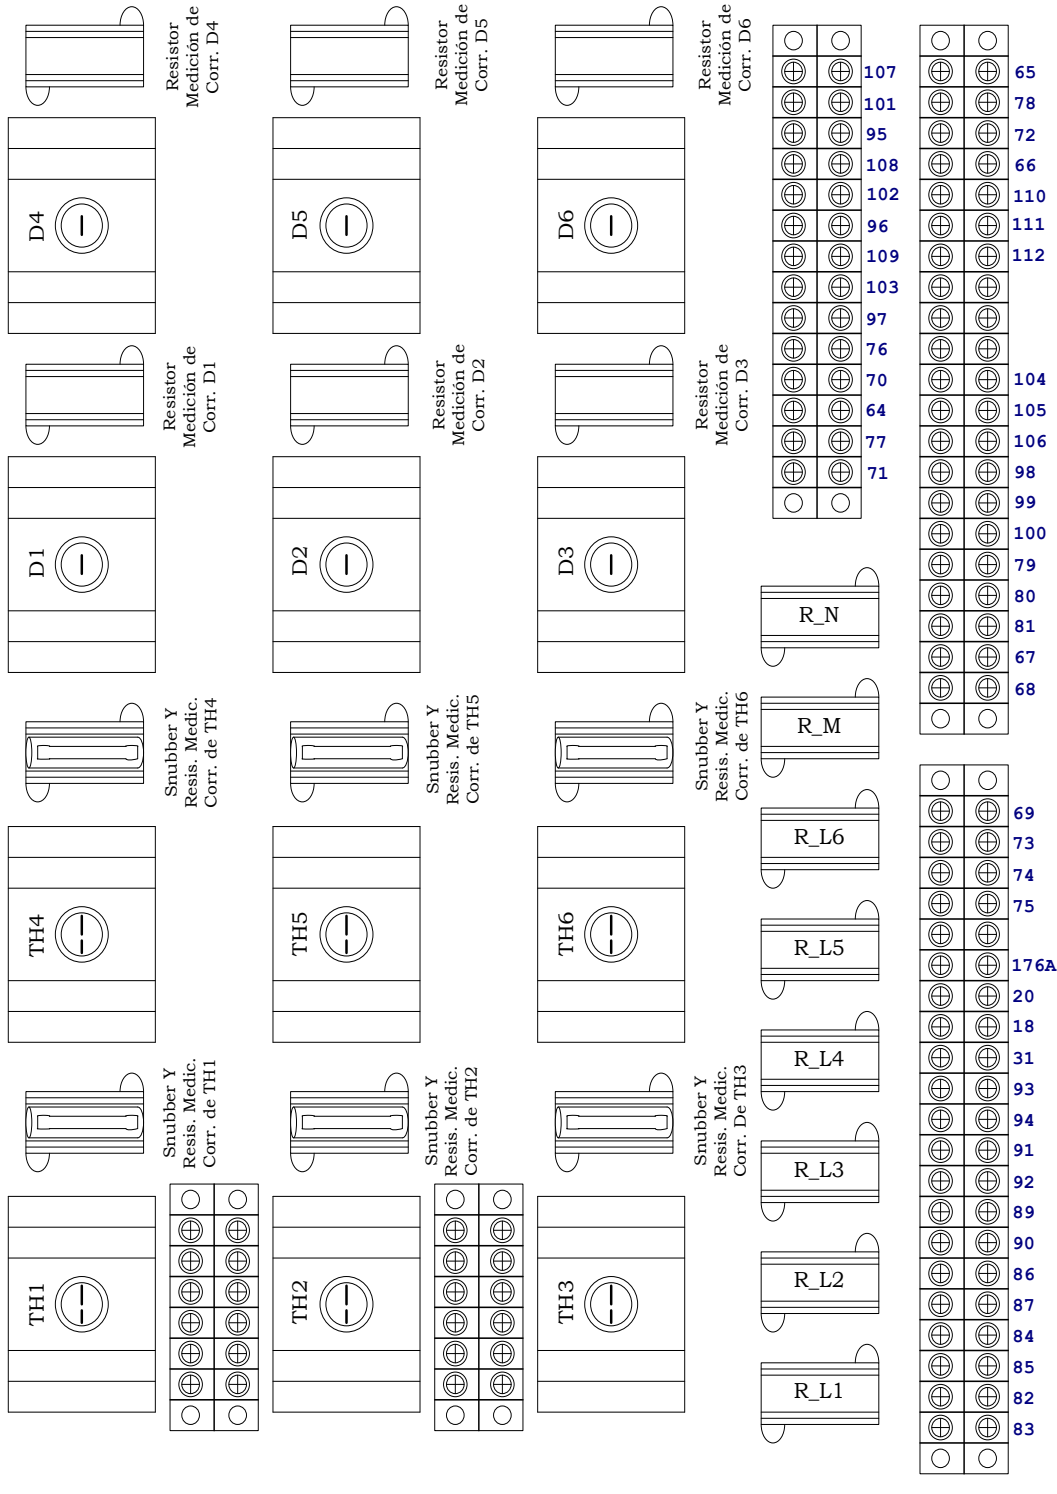 Resistor
Medición de
Corr. D4
Resistor
Medición de
Corr. D5
Resistor
Medición de
Corr. D6
D4
D5
D6
Resistor
Medición de
Corr. D1
Resistor
Medición de
Corr. D2
Resistor
Medición de
Corr. D3
D1
D2
D3
Snubber Y
Resis. Medic.
Corr. de TH4
Snubber Y
Resis. Medic.
Corr. de TH5
Snubber Y
Resis. Medic.
Corr. de TH6
TH4
TH5
TH6
Snubber Y
Resis. Medic.
Corr. de TH1
Snubber Y
Resis. Medic.
Corr. de TH2
Snubber Y
Resis. Medic.
Corr. De TH3
TH1
TH2
TH3
107
101
95
108
102
96
109
103
97
76
70
64
77
71
R_N
R_M
R_L6
R_L5
R_L4
R_L3
R_L2
R_L1
65
78
72
66
110
111
112
104
105
106
98
99
100
79
80
81
67
68
69
73
74
75
176A
20
18
31
93
94
91
92
89
90
86
87
84
85
82
83